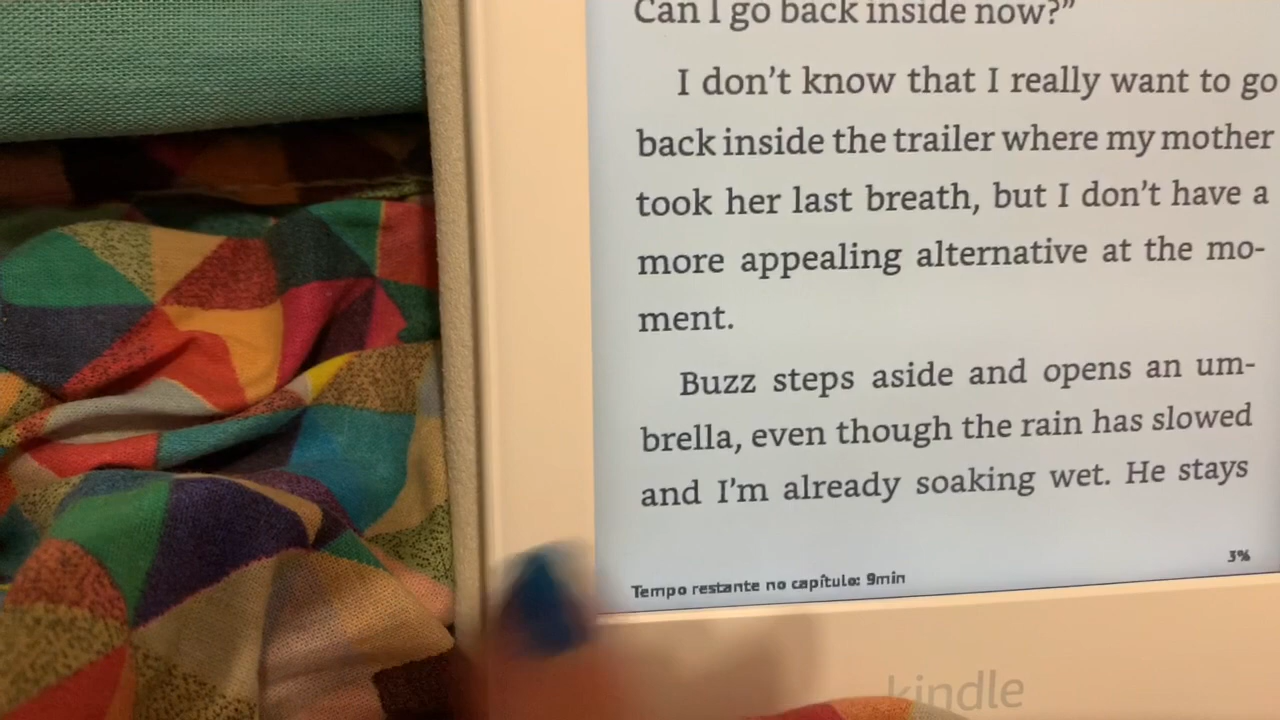 Can I go back inside now?”
I don’t know that I really want to go
back inside the trailer where my mother
took her last breath, but I don’t have a
more appealing alternative at the mo-
ment.
Buzz steps aside and opens an um-
brella, even though the rain has slowed
and I’m already soaking wet. He stays
3%
Tempo restante no capítulo: 9min
kindle